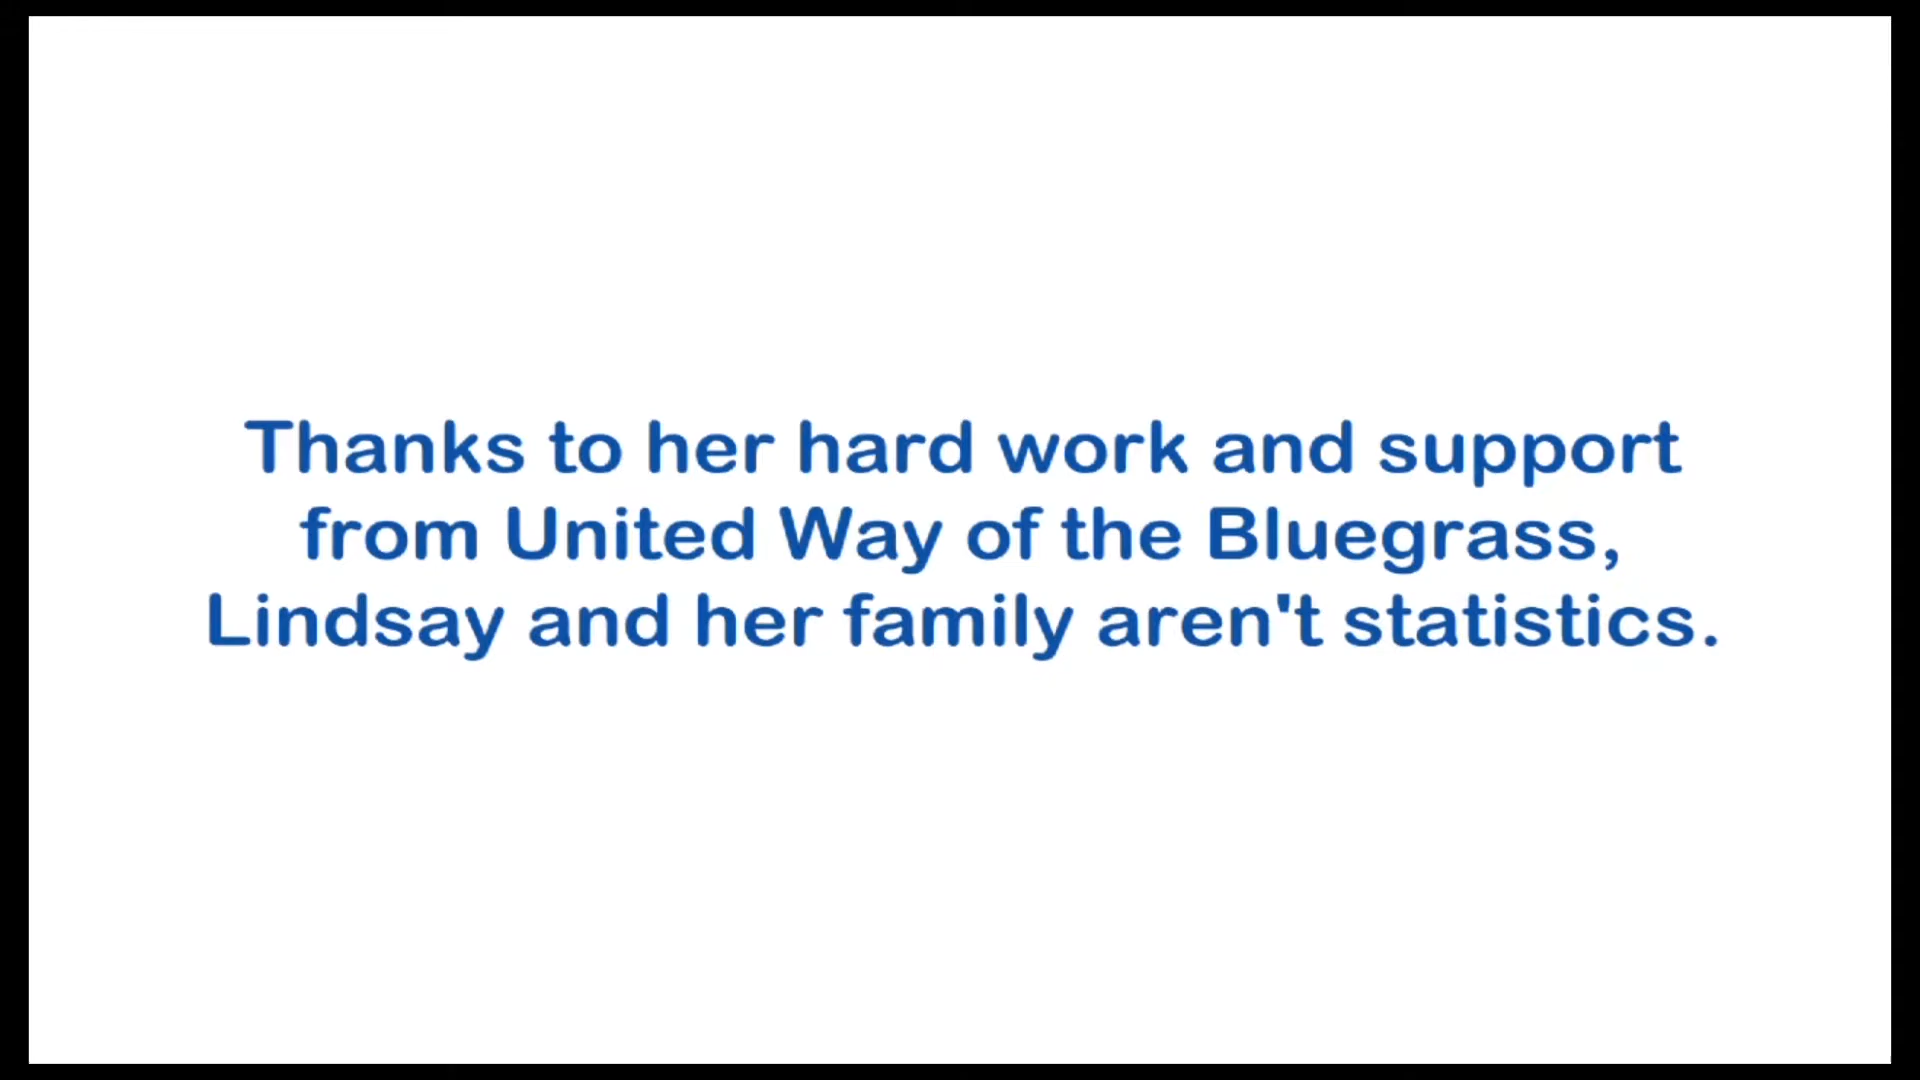 Thanks to her hard work and support
from United Way of the Bluegrass,
Lindsay and her family aren't statistics.